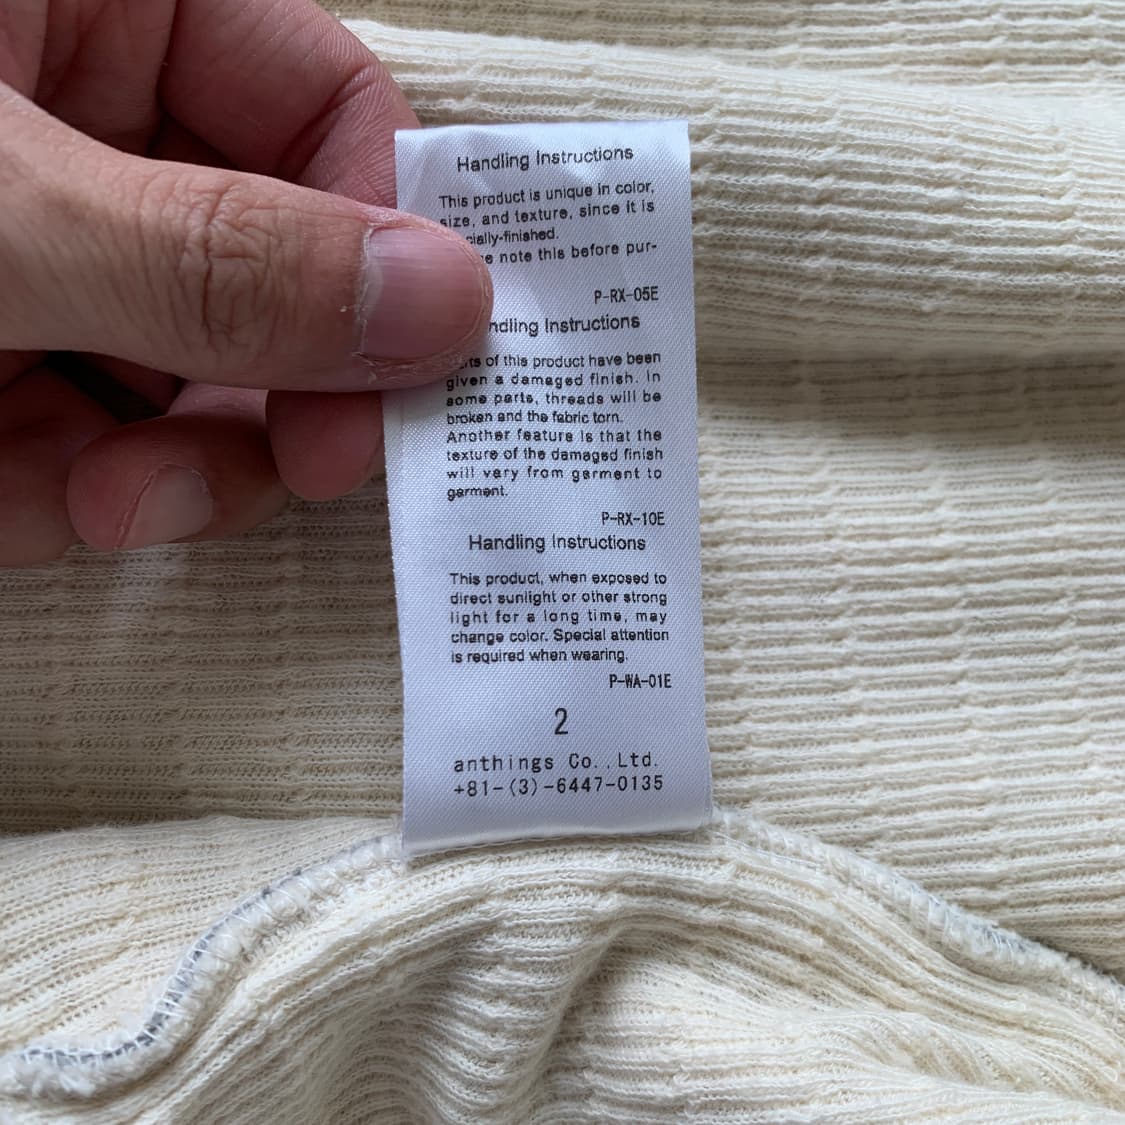 Handling Instructions
This product is unique in color,
size, and texture, since it is
cially-finished.
e note this before pur-
P-RX-05E
ndling Instructions
ts of this product have been
given a damaged finish. In
some parts, threads will be
broken and the fabric torn.
Another feature is that the
texture of the damaged finish
will vary from garment to
garment.
P-RX-10E
Handling Instructions
This product, when exposed to
direct sunlight or other strong
light for a long time, may
change color. Special attention
is required when wearing.
P-WA-01E
2
anthings Co.,Ltd.
+81-(3)-6447-0135